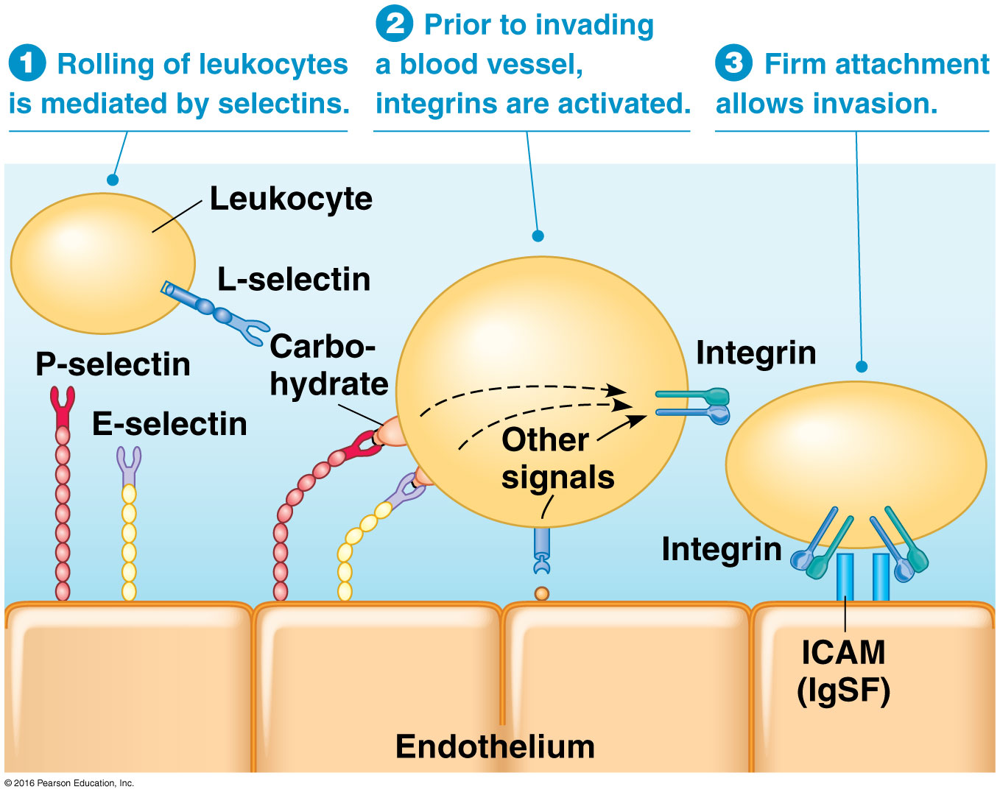 1 Rolling of leukocytes
is mediated by selectins.
2 Prior to invading
a blood vessel,
integrins are activated.
3 Firm attachment
allows invasion.
Leukocyte
L-selectin
P-selectin
E-selectin
Carbo-
hydrate
Other
signals
Integrin
Integrin
ICAM
(IgSF)
Endothelium
© 2016 Pearson Education, Inc.